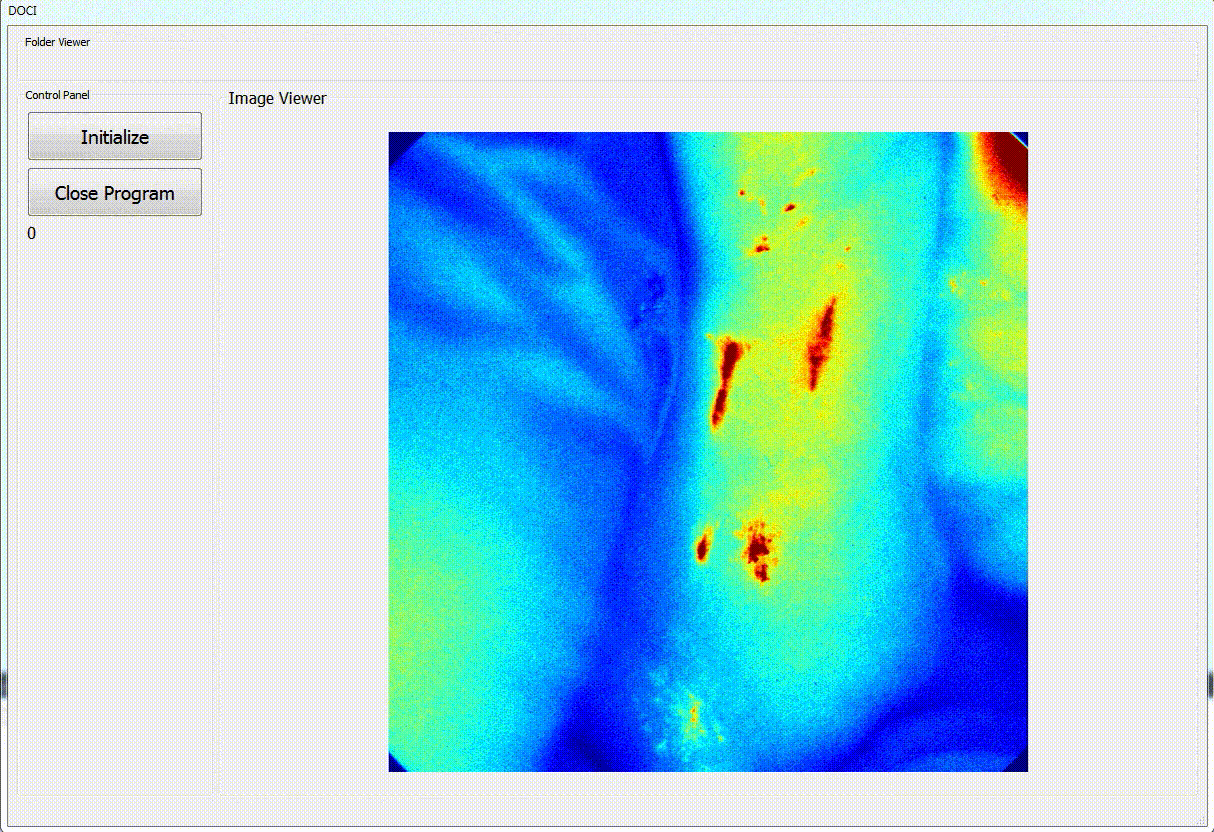 DOCI
Folder Viewer
Control Panel
Image Viewer
Initialize
Close Program
0